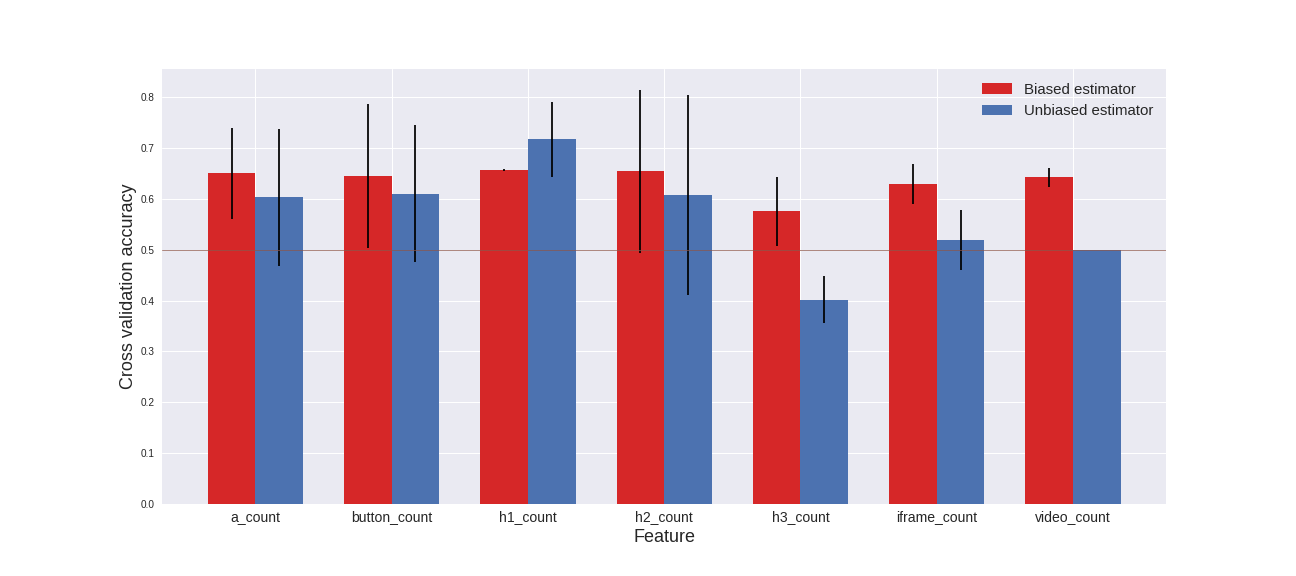 Biased estimator
Unbiased estimator
Cross validation accuracy
0.8
0.7
0.6
0.5
0.4
0.3
0.2
0.1
0.0
a_count button_count h1_count h2_count h3_count iframe_count video_count
Feature